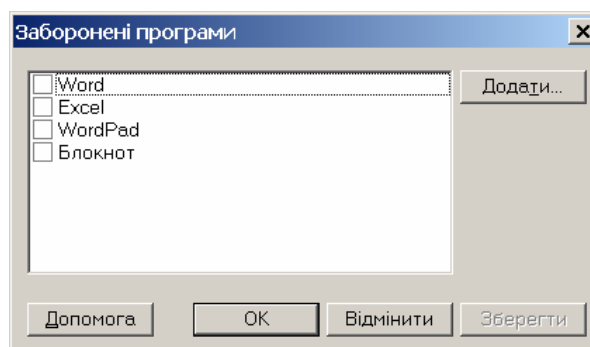 Заборонені програми
Word
Додати...
Excel
WordPad
Блокнот
Допомога
OK
Відмінити
Зберегти